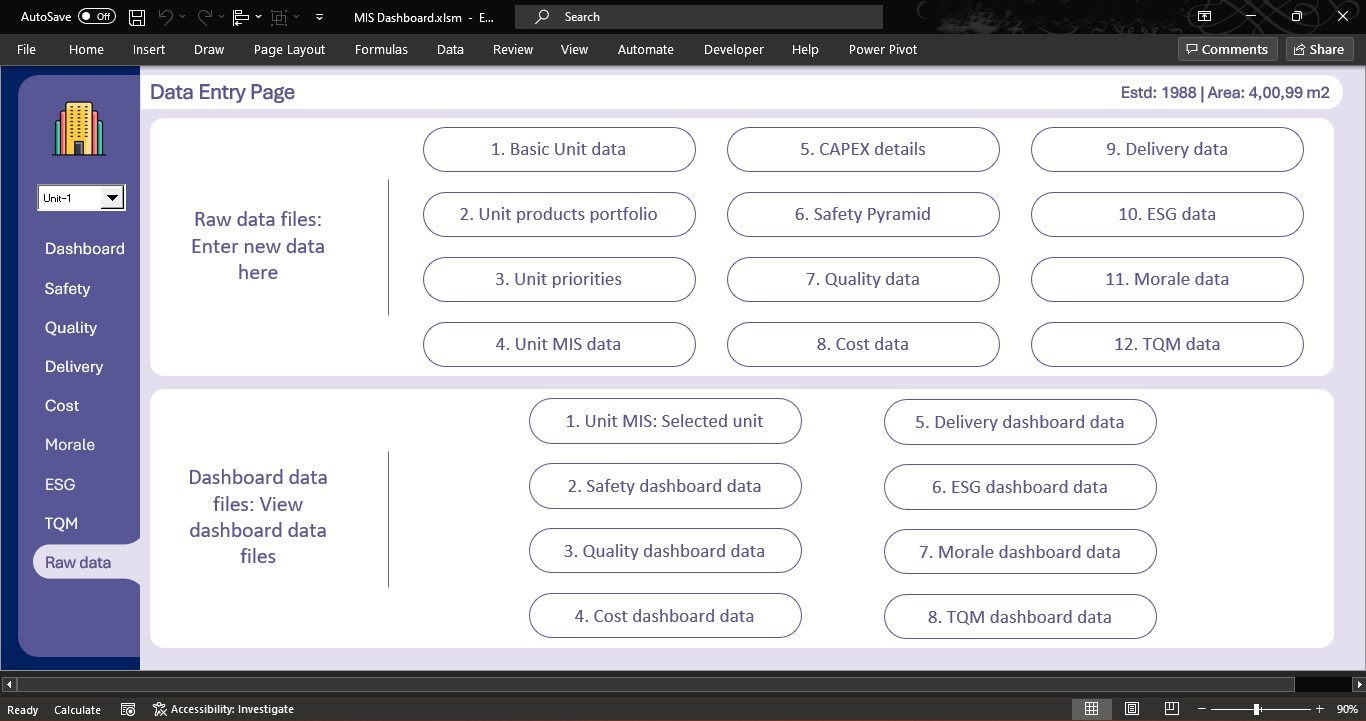 AutoSave Off MIS Dashboard.xlsm - E... Search
File Home Insert Draw Page Layout Formulas Data Review View Automate Developer Help Power Pivot Comments Share
Data Entry Page
Estd: 1988 | Area: 4,00,99 m2
Unit-1
Dashboard
Safety
Quality
Delivery
Cost
Morale
ESG
TQM
Raw data
Raw data files:
Enter new data
here
1. Basic Unit data
2. Unit products portfolio
3. Unit priorities
4. Unit MIS data
5. CAPEX details
6. Safety Pyramid
7. Quality data
8. Cost data
9. Delivery data
10. ESG data
11. Morale data
12. TQM data
Dashboard data
files: View
dashboard data
files
1. Unit MIS: Selected unit
2. Safety dashboard data
3. Quality dashboard data
4. Cost dashboard data
5. Delivery dashboard data
6. ESG dashboard data
7. Morale dashboard data
8. TQM dashboard data
Ready Calculate Accessibility: Investigate 90%